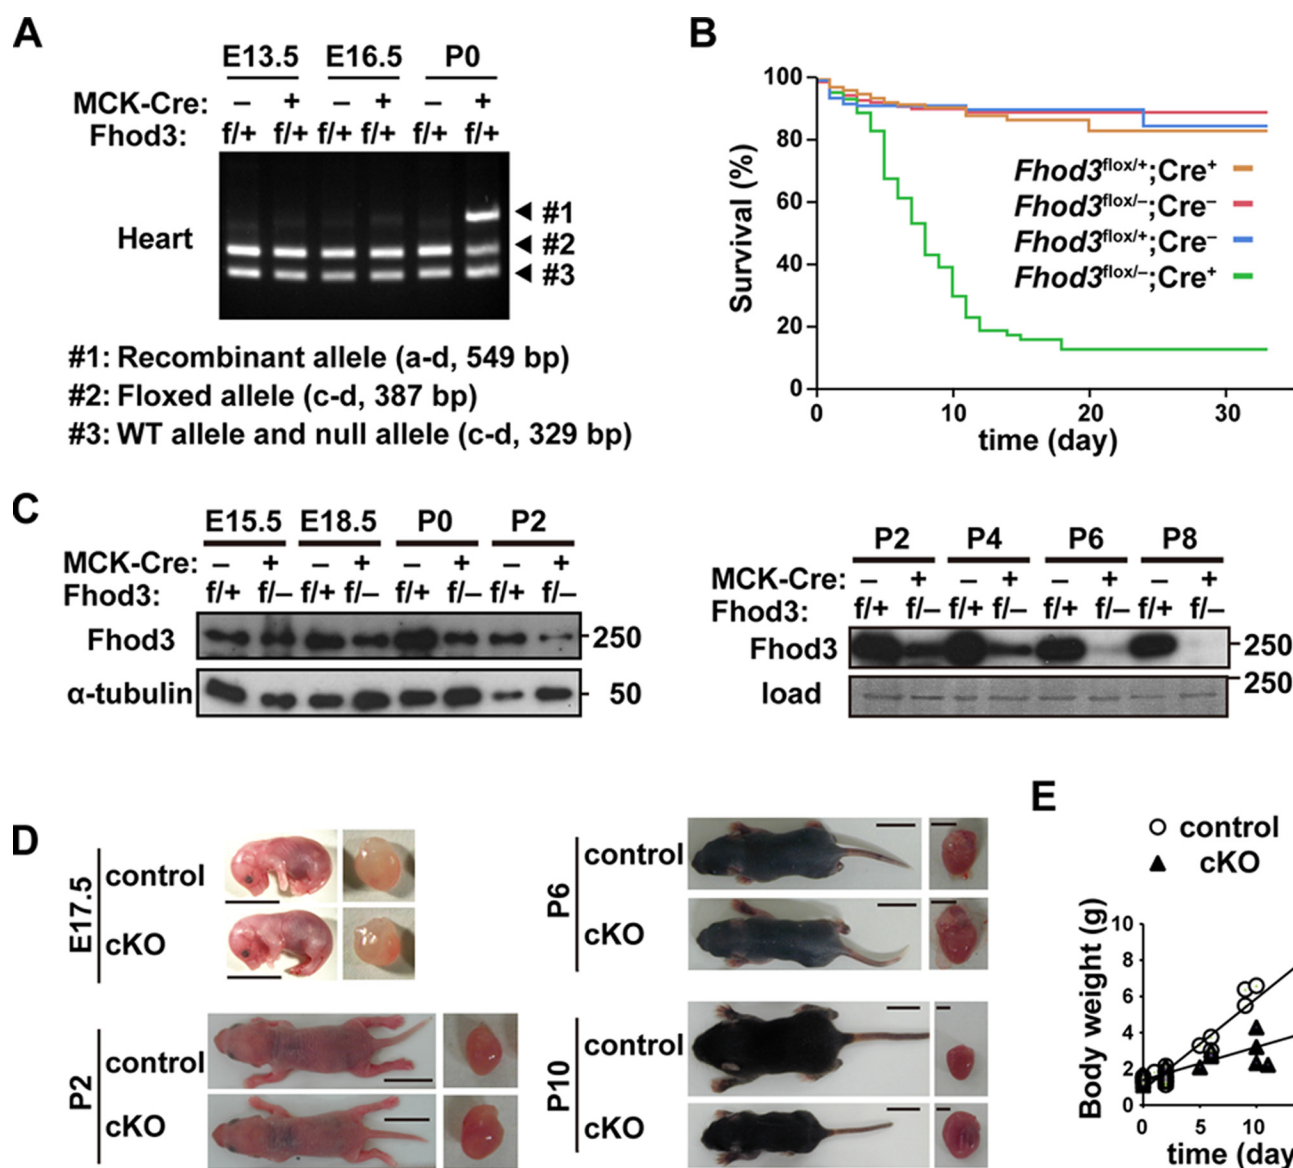 A
E13.5 E16.5 P0
MCK-Cre: – + – + – +
Fhod3: f/+ f/+ f/+ f/+ f/+ f/+
Heart
#1
#2
#3
#1: Recombinant allele (a-d, 549 bp)
#2: Floxed allele (c-d, 387 bp)
#3: WT allele and null allele (c-d, 329 bp)
B
Survival (%)
100
80
60
40
20
0
0 10 20 30
time (day)
Fhod3flox/+;Cre+
Fhod3flox/–;Cre–
Fhod3flox/+;Cre–
Fhod3flox/–;Cre+
C
E15.5 E18.5 P0 P2
MCK-Cre: – + – + – + – +
Fhod3: f/+ f/– f/+ f/– f/+ f/– f/+ f/–
Fhod3 250
α-tubulin 50
P2 P4 P6 P8
MCK-Cre: – + – + – + – +
Fhod3: f/+ f/– f/+ f/– f/+ f/– f/+ f/–
Fhod3 250
load 250
D
E17.5
control
cKO
P2
control
cKO
P6
control
cKO
P10
control
cKO
E
control
cKO
Body weight (g)
10
8
6
4
2
0
0 5 10
time (day